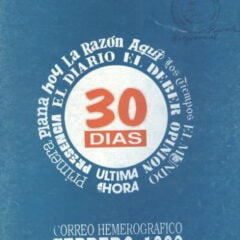 Primera Plana hoy La Razón Aquí Los Tiempos
PRESENCIA EL DIARIO EL DEBER OPINION El MUNDO
30
DIAS
ULTIMA
HORA
CORREO HEMEROGRAFICO